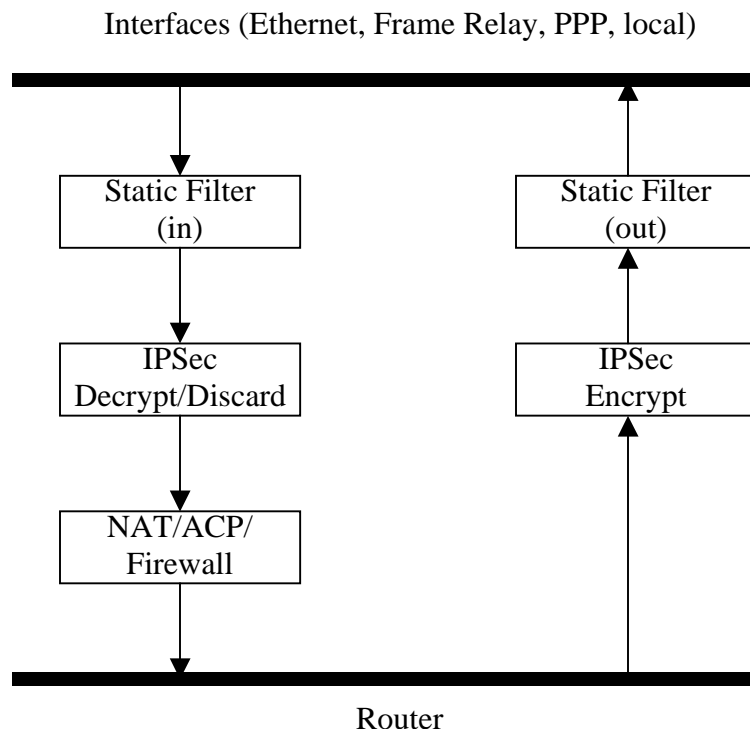 Interfaces (Ethernet, Frame Relay, PPP, local)
Static Filter
(in)
Static Filter
(out)
IPSec
Decrypt/Discard
IPSec
Encrypt
NAT/ACP/
Firewall
Router